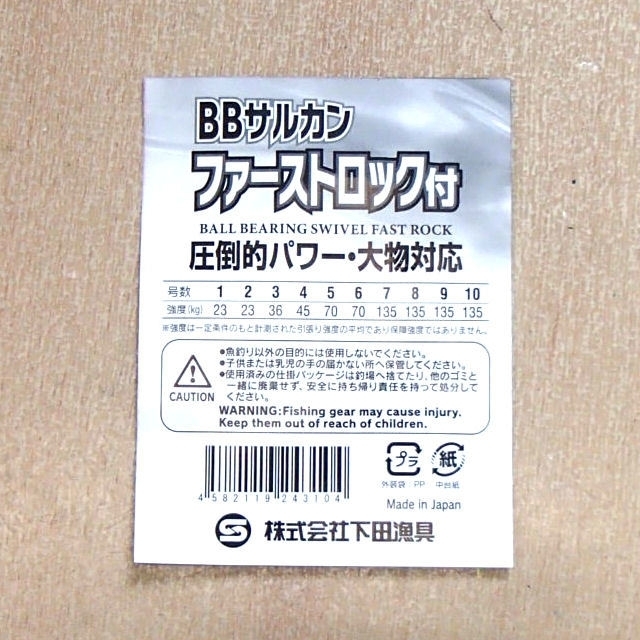 BBサルカン
ファーストロック付
BALL BEARING SWIVEL FAST ROCK
圧倒的パワー・大物対応
号数 1 2 3 4 5 6 7 8 9 10
強度(kg) 23 23 36 45 70 70 135 135 135 135
※強度は一定条件のもと計測された引張り強度の平均であり保障強度ではありません。
●魚釣り以外の目的には使用しないでください。
●子供または乳児の手の届かない所へ保管してください。
●使用済みの仕掛パッケージは釣場へ捨てたり、他のゴミと
一緒に廃棄せず、安全に持ち帰り責任を持って処分して
ください。
CAUTION
WARNING:Fishing gear may cause injury.
Keep them out of reach of children.
4582119243104
プラ 紙
外装袋:PP 中台紙
Made in Japan
S 株式会社下田漁具